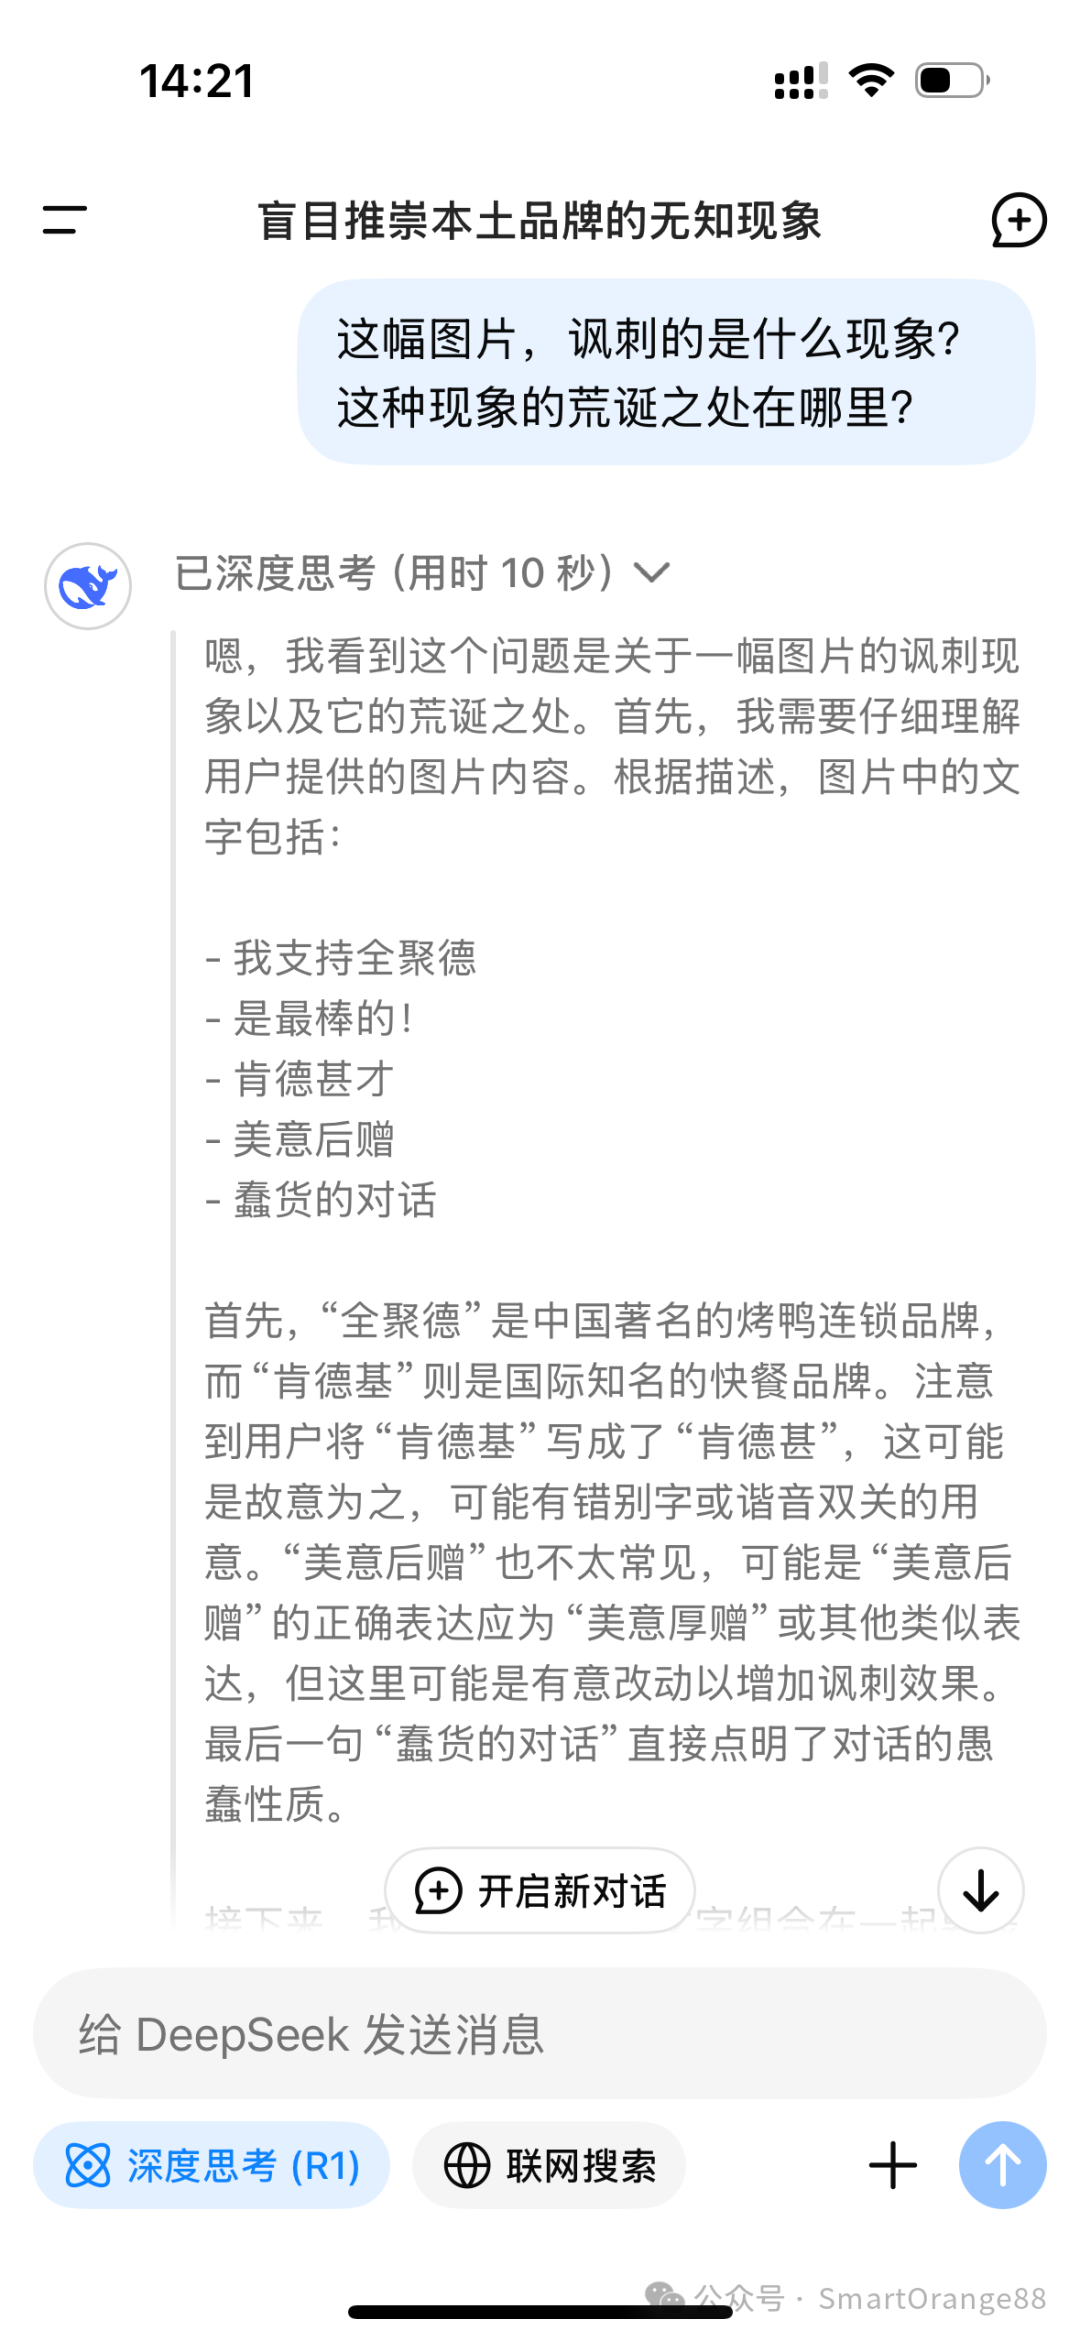 14:21
盲目推崇本土品牌的无知现象
这幅图片，讽刺的是什么现象？
这种现象的荒诞之处在哪里？
已深度思考 (用时 10 秒)
嗯，我看到这个问题是关于一幅图片的讽刺现
象以及它的荒诞之处。首先，我需要仔细理解
用户提供的图片内容。根据描述，图片中的文
字包括：
- 我支持全聚德
- 是最棒的！
- 肯德甚才
- 美意后赠
- 蠢货的对话
首先，“全聚德”是中国著名的烤鸭连锁品牌，
而“肯德基”则是国际知名的快餐品牌。注意
到用户将“肯德基”写成了“肯德甚”，这可能
是故意为之，可能有错别字或谐音双关的用
意。“美意后赠”也不太常见，可能是“美意后
赠”的正确表达应为“美意厚赠”或其他类似表
达，但这里可能是有意改动以增加讽刺效果。
最后一句“蠢货的对话”直接点明了对话的愚
蠢性质。
接下来，我 字组合在一起
开启新对话
给 DeepSeek 发送消息
深度思考 (R1)
联网搜索
公众号 · SmartOrange88